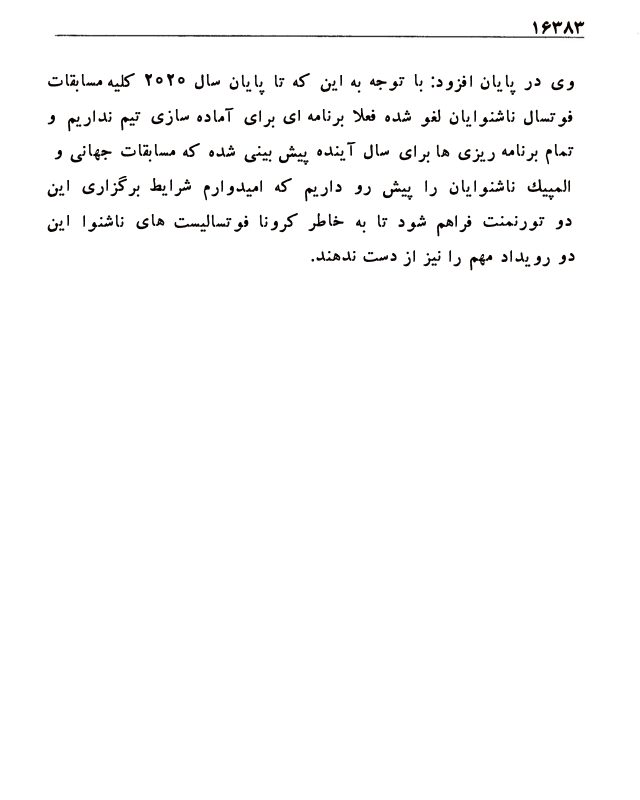 ۱۶۳۸۳
وی در پایان افزود: با توجه به این که تا پایان سال ۲۰۲۰ کلیه مسابقات
فوتسال ناشنوایان لغو شده فعلا برنامه ای برای آماده سازی تیم نداریم و
تمام برنامه ریزی ها برای سال آینده پیش بینی شده که مسابقات جهانی و
المپیك ناشنوایان را پیش رو داریم که امیدوارم شرایط برگزاری این
دو تورنمنت فراهم شود تا به خاطر کرونا فوتسالیست های ناشنوا این
دو رویداد مهم را نیز از دست ندهند.